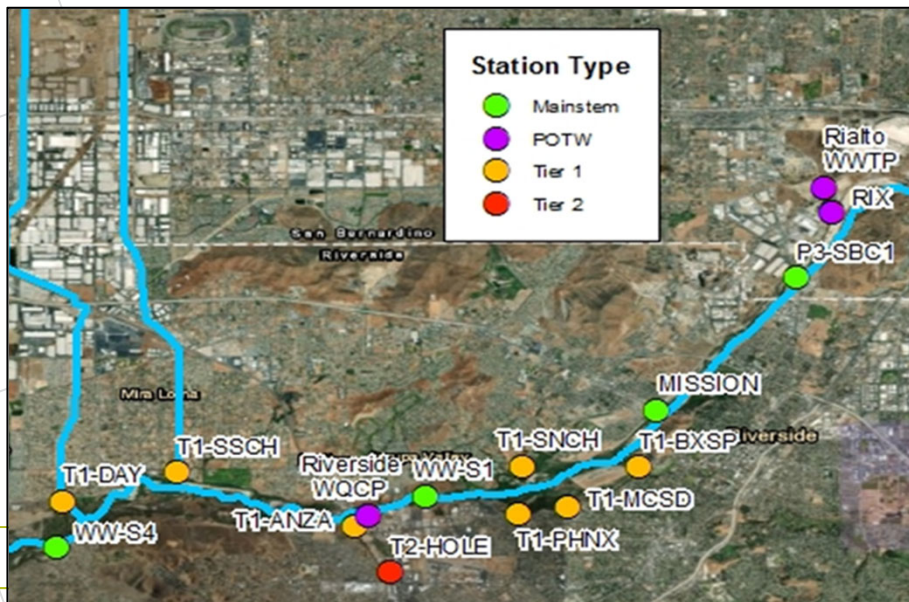 Station Type
Mainstem
POTW
Tier 1
Tier 2
Rialto
WWTP
RIX
San Bernardino
Riverside
P3-SBC1
Mira Loma
MISSION
T1-SNCH
T1-BXSP
Riverside
T1-SSCH
Valley
T1-DAY
Riverside
WQCP
WW-S1
T1-MCSD
T1-ANZA
T1-PHNX
WW-S4
T2-HOLE